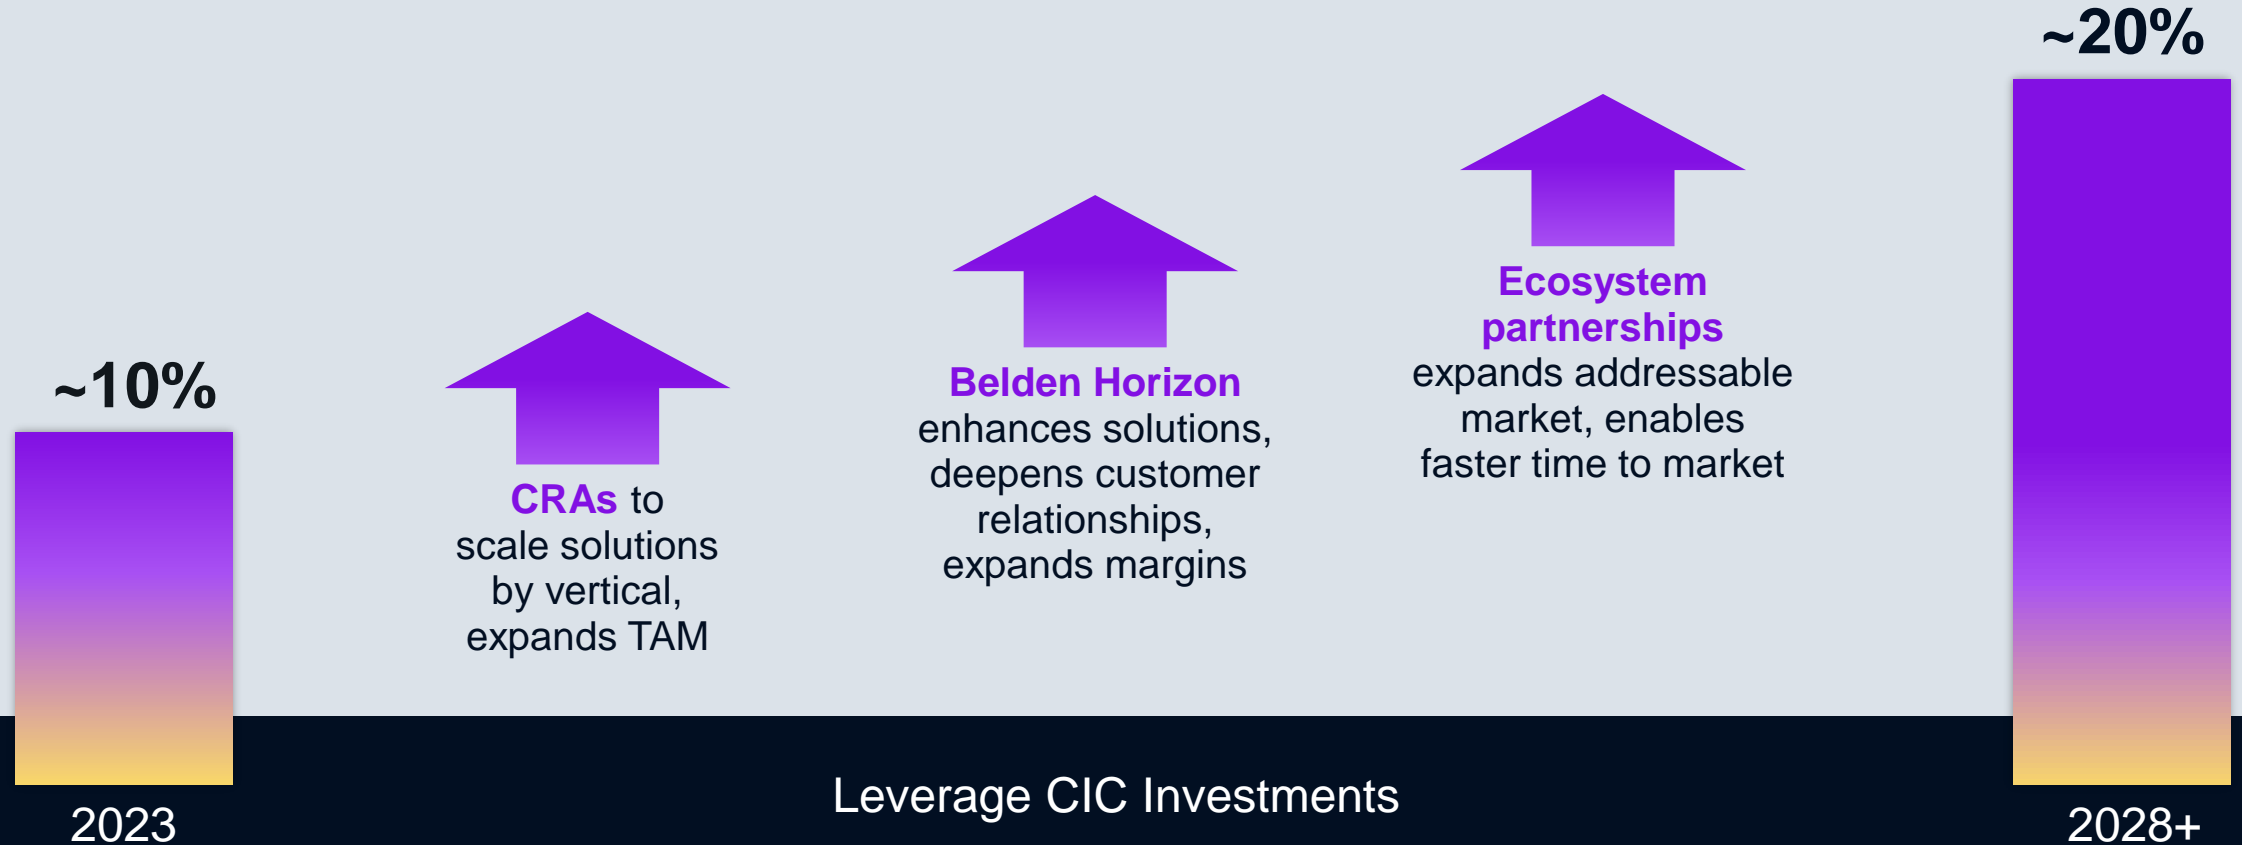 ~10%
2023
CRAs to
scale solutions
by vertical,
expands TAM
Belden Horizon
enhances solutions,
deepens customer
relationships,
expands margins
Ecosystem
partnerships
expands addressable
market, enables
faster time to market
~20%
2028+
Leverage CIC Investments